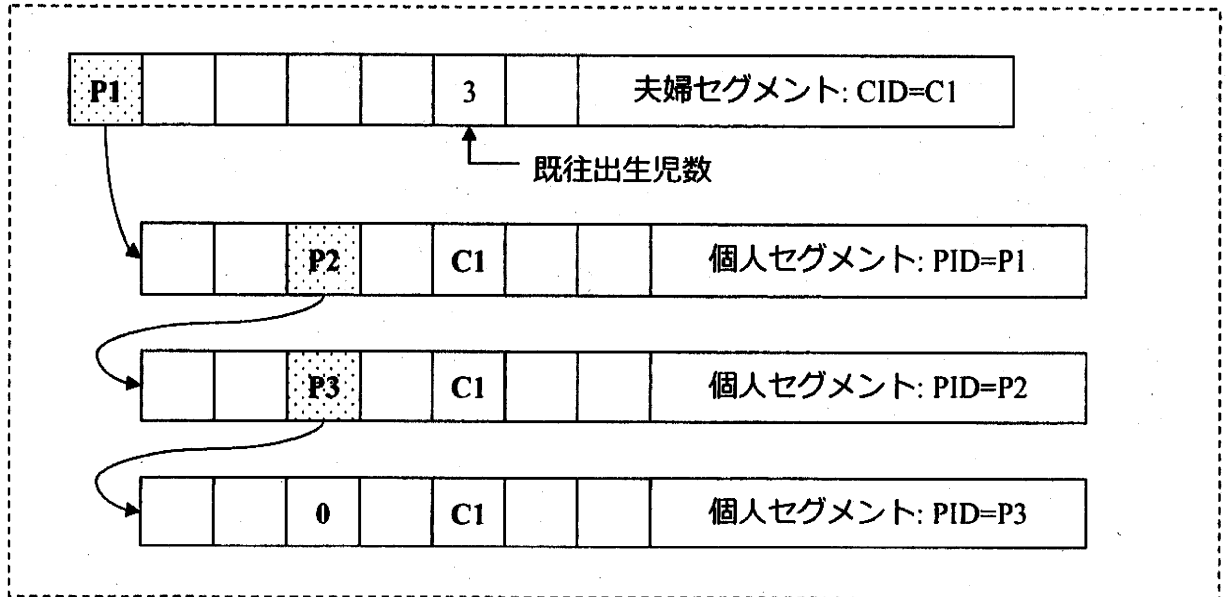 P1 3 夫婦セグメント: CID=C1
既往出生児数
P2 C1 個人セグメント: PID=P1
P3 C1 個人セグメント: PID=P2
0 C1 個人セグメント: PID=P3